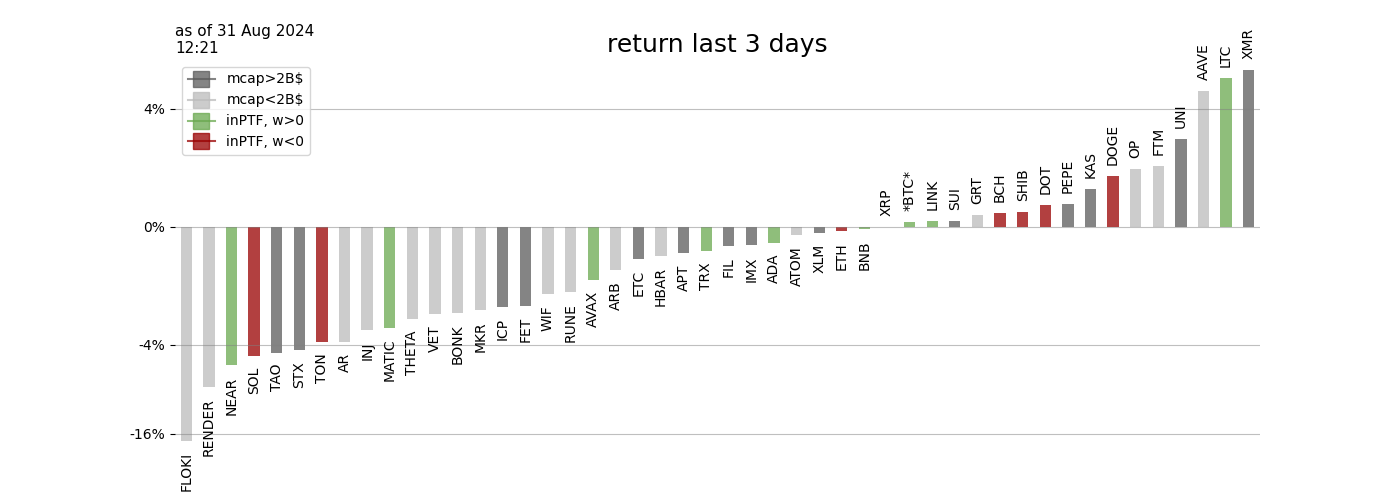 as of 31 Aug 2024
12:21
return last 3 days
mcap>2B$
mcap<2B$
inPTF, w>0
inPTF, w<0
4%
0%
-4%
-16%
FLOKI
RENDER
NEAR
SOL
TAO
STX
TON
AR
INJ
MATIC
THETA
VET
BONK
MKR
ICP
FET
WIF
RUNE
AVAX
ARB
ETC
HBAR
APT
TRX
FIL
IMX
ADA
ATOM
XLM
ETH
BNB
XRP
*BTC*
LINK
SUI
GRT
BCH
SHIB
DOT
PEPE
KAS
DOGE
OP
FTM
UNI
AAVE
LTC
XMR